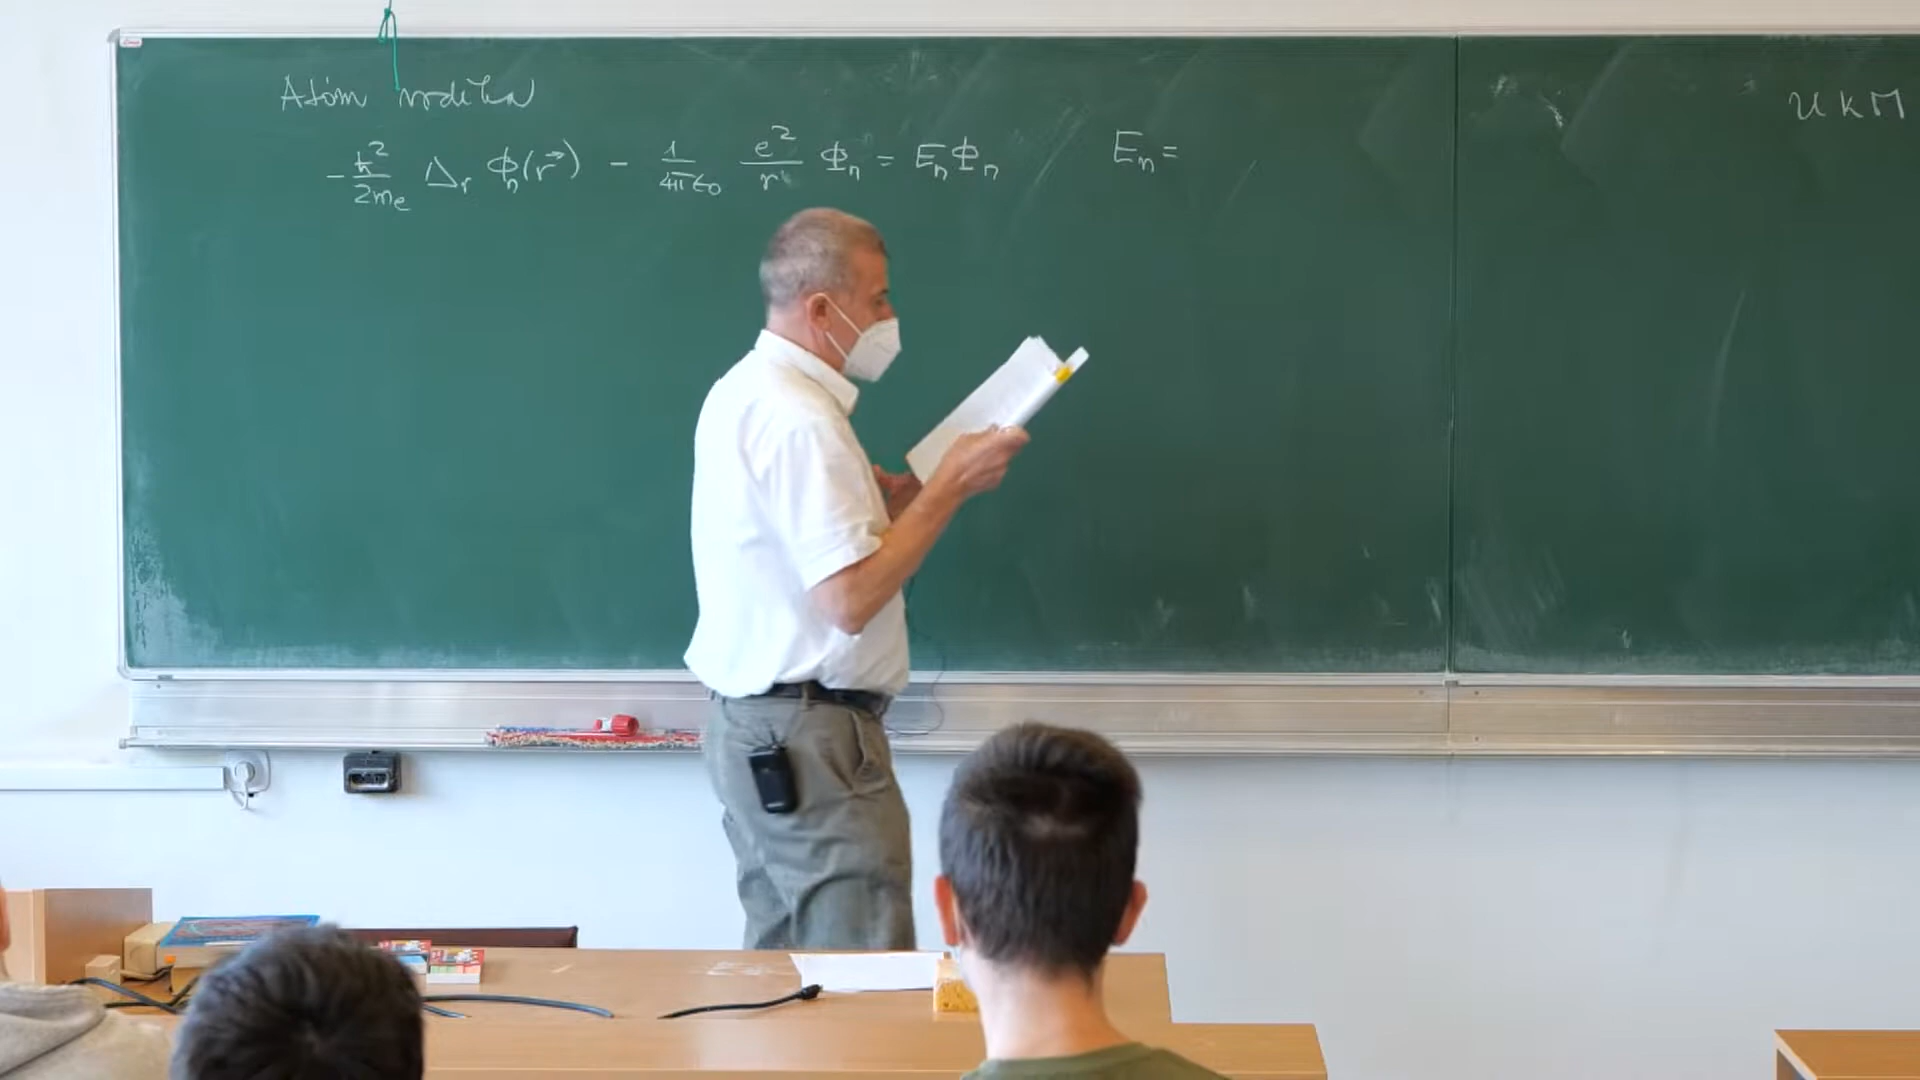 Atóm vodíka
-ħ²/2mₑ Δᵣ ϕₙ(r⃗) - 1/4πε₀ e²/r Φₙ = EₙΦₙ Eₙ=
UKM